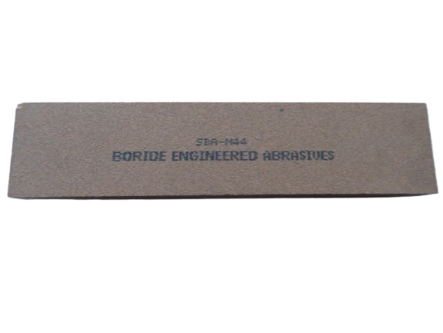 SBA-M44
BORIDE ENGINEERED ABRASIVES